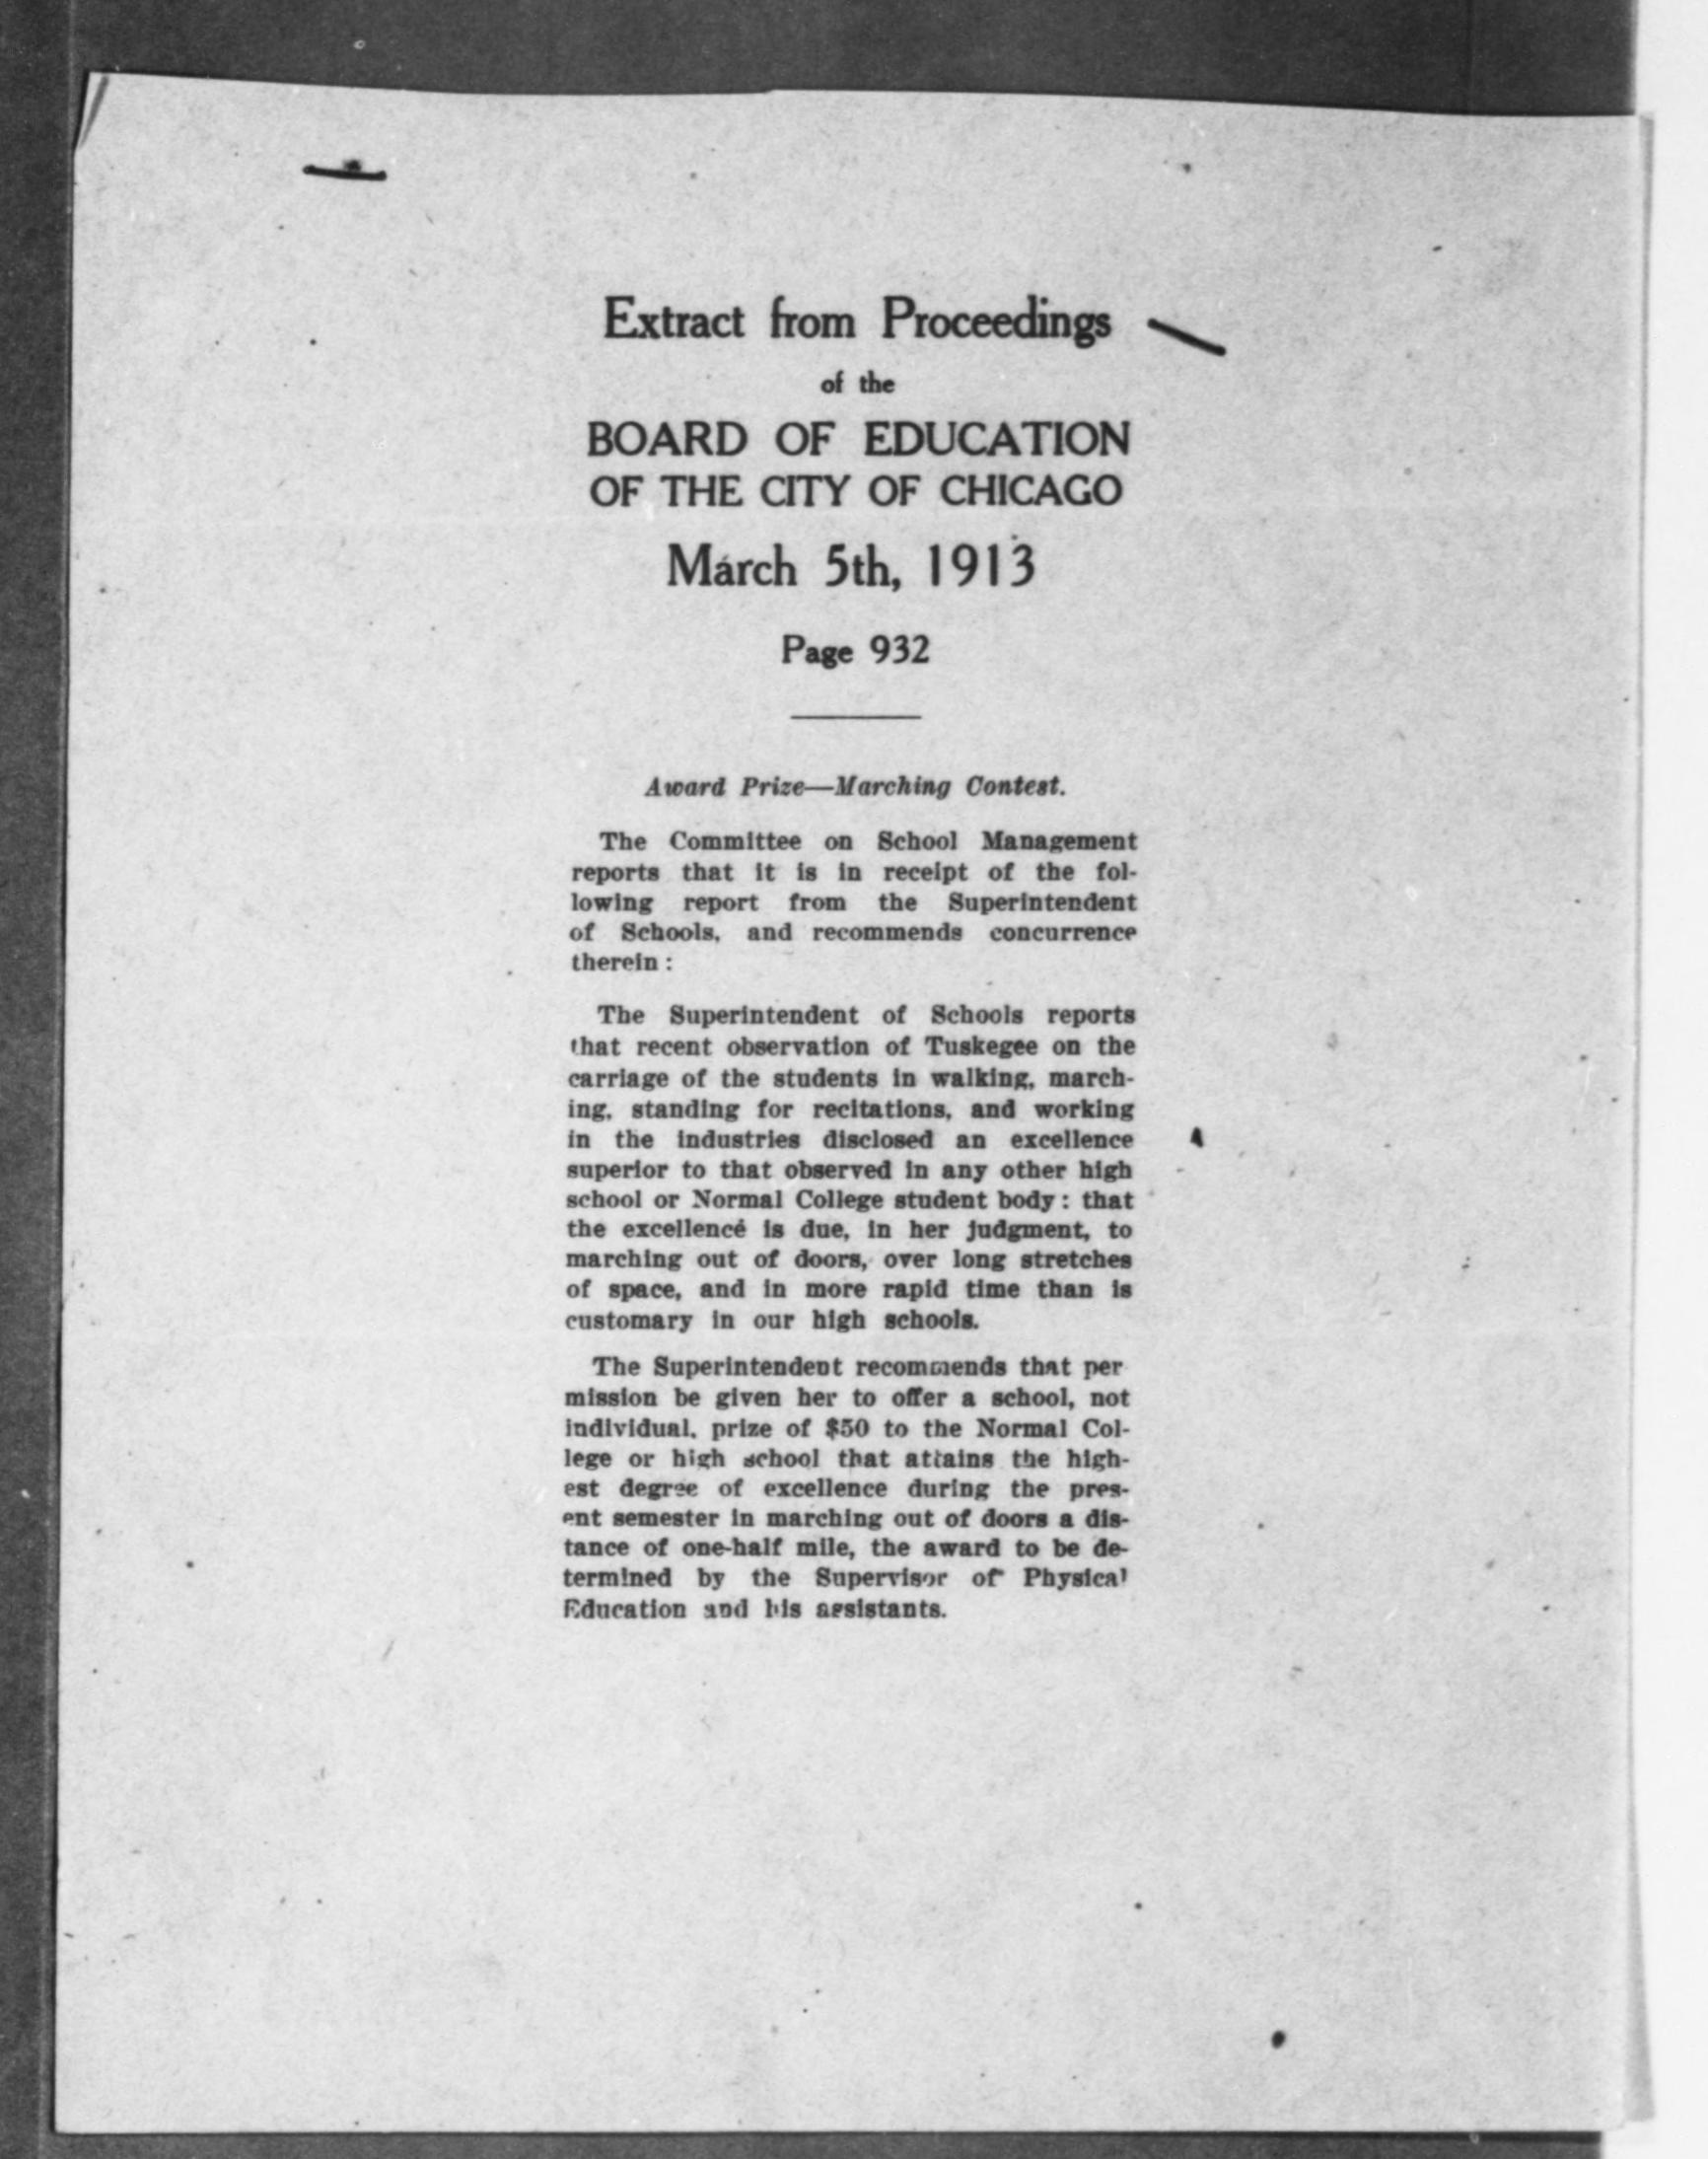 Extract from Proceedings
of the
BOARD OF EDUCATION
OF THE CITY OF CHICAGO
March 5th, 1913
Page 932
Award Prize—Marching Contest.
The Committee on School Management
reports that it is in receipt of the fol-
lowing report from the Superintendent
of Schools, and recommends concurrence
therein:
The Superintendent of Schools reports
that recent observation of Tuskegee on the
carriage of the students in walking, march-
ing, standing for recitations, and working
in the industries disclosed an excellence
superior to that observed in any other high
school or Normal College student body: that
the excellence is due, in her judgment, to
marching out of doors, over long stretches
of space, and in more rapid time than is
customary in our high schools.
The Superintendent recommends that per
mission be given her to offer a school, not
individual, prize of $50 to the Normal Col-
lege or high school that attains the high-
est degree of excellence during the pres-
ent semester in marching out of doors a dis-
tance of one-half mile, the award to be de-
termined by the Supervisor of Physical
Education and his assistants.